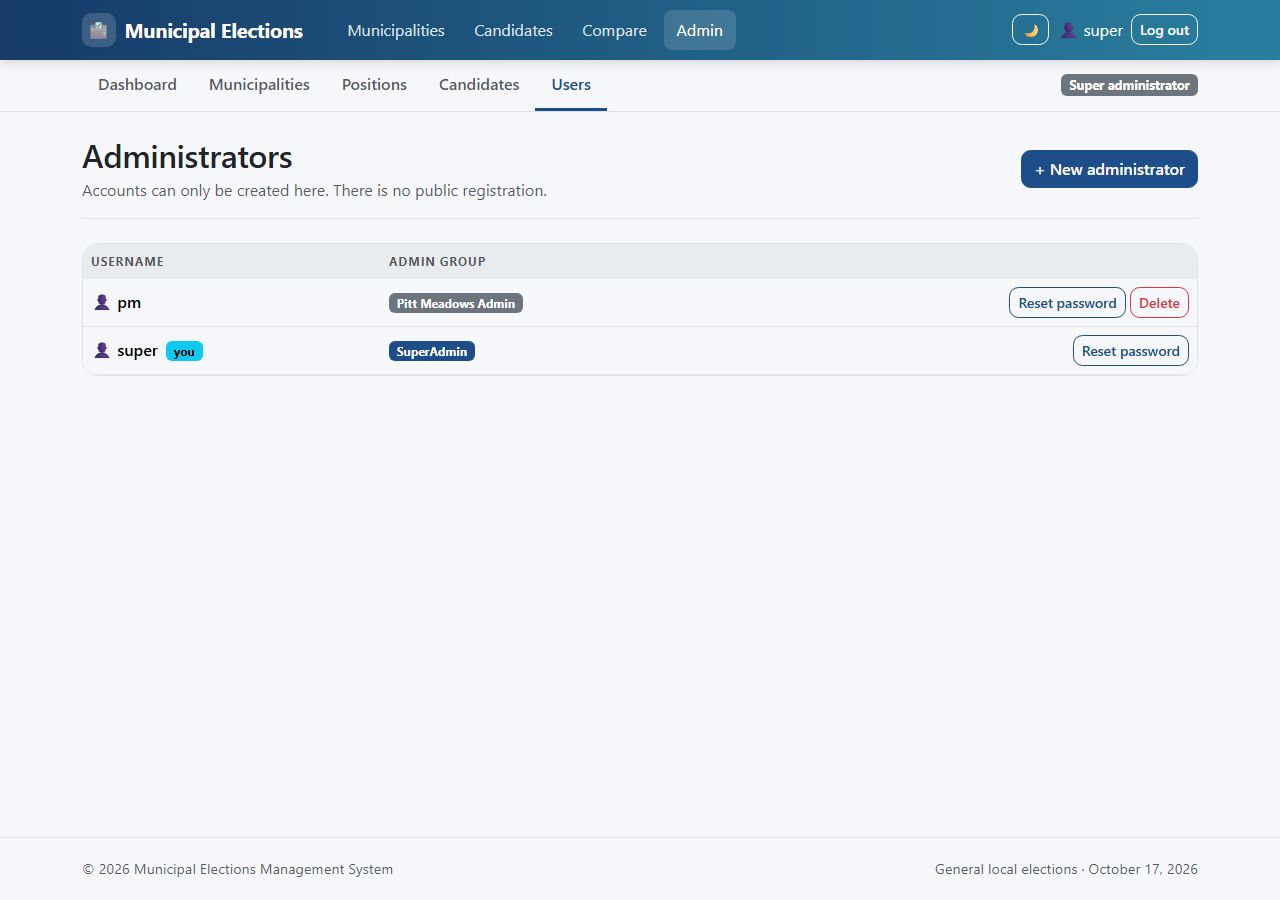 Municipal Elections Municipalities Candidates Compare Admin super Log out
Dashboard Municipalities Positions Candidates Users Super administrator
Administrators
Accounts can only be created here. There is no public registration.
+ New administrator
USERNAME ADMIN GROUP
pm Pitt Meadows Admin Reset password Delete
super you SuperAdmin Reset password
© 2026 Municipal Elections Management System General local elections · October 17, 2026